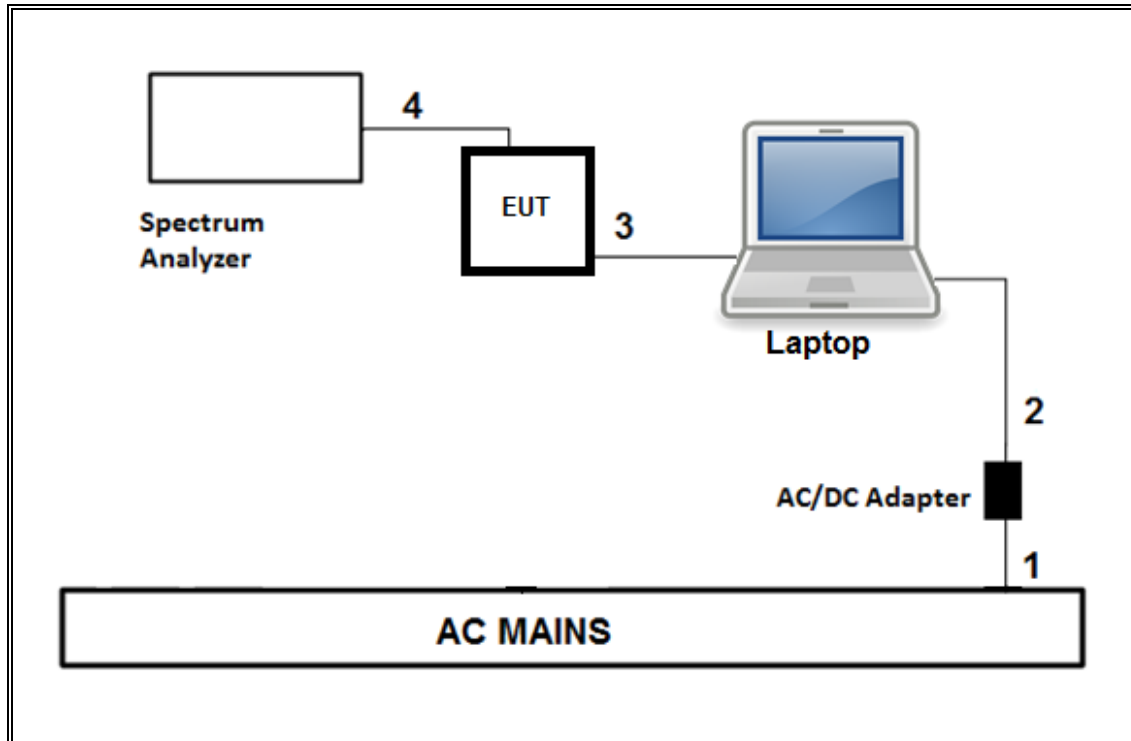 4
EUT
Spectrum
Analyzer
3
Laptop
2
AC/DC Adapter
1
AC MAINS